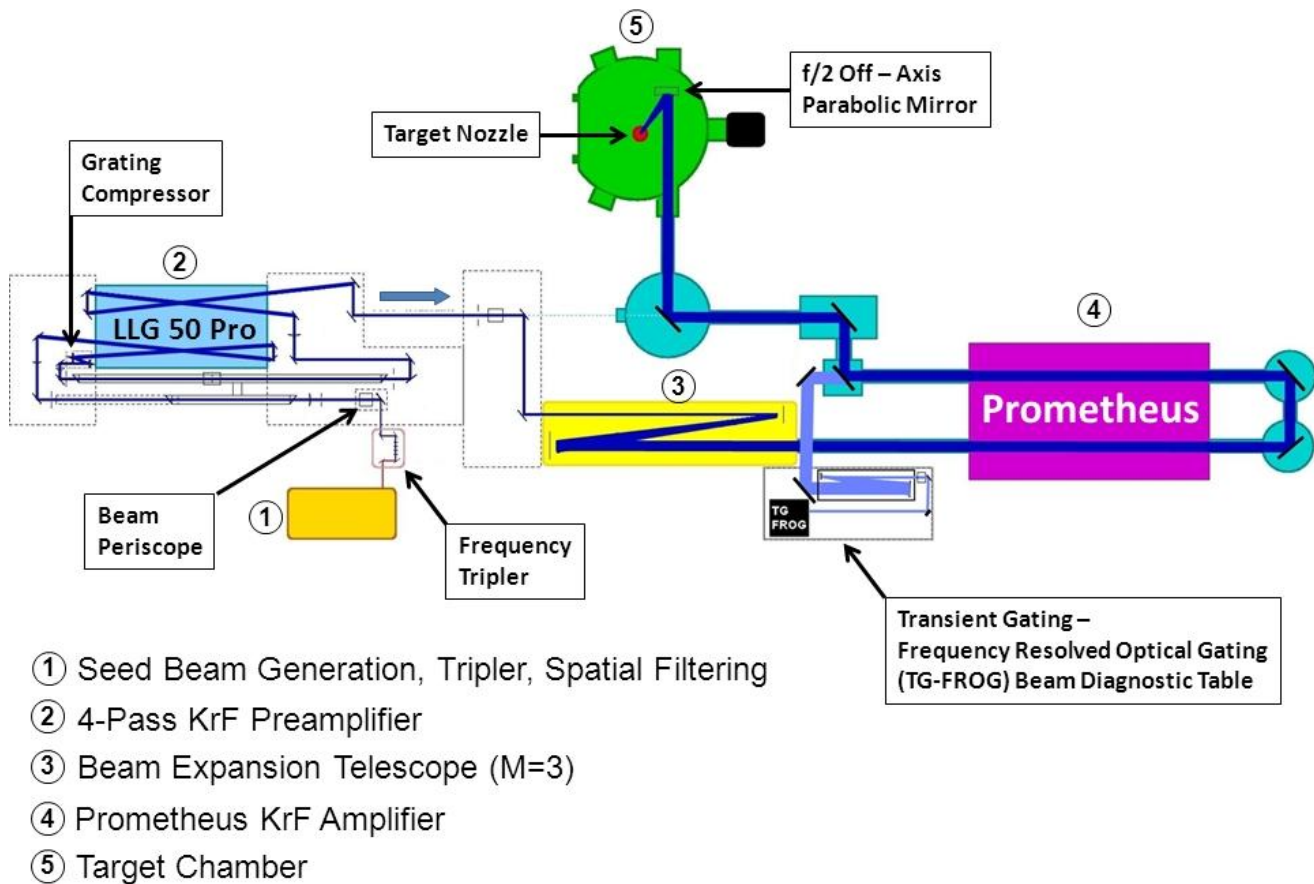 5
f/2 Off – Axis
Parabolic Mirror
Target Nozzle
Grating
Compressor
2
LLG 50 Pro
4
3
Prometheus
Beam
Periscope
1
Frequency
Tripler
TG
FROG
Transient Gating –
Frequency Resolved Optical Gating
(TG-FROG) Beam Diagnostic Table
1 Seed Beam Generation, Tripler, Spatial Filtering
2 4-Pass KrF Preamplifier
3 Beam Expansion Telescope (M=3)
4 Prometheus KrF Amplifier
5 Target Chamber